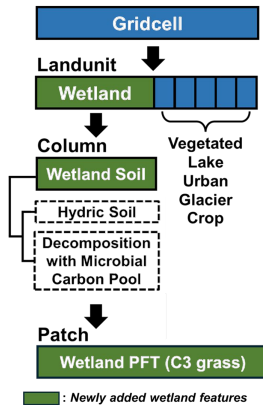 Gridcell
Landunit
Wetland
Vegetated
Lake
Urban
Glacier
Crop
Column
Wetland Soil
Hydric Soil
Decomposition
with Microbial
Carbon Pool
Patch
Wetland PFT (C3 grass)
: Newly added wetland features